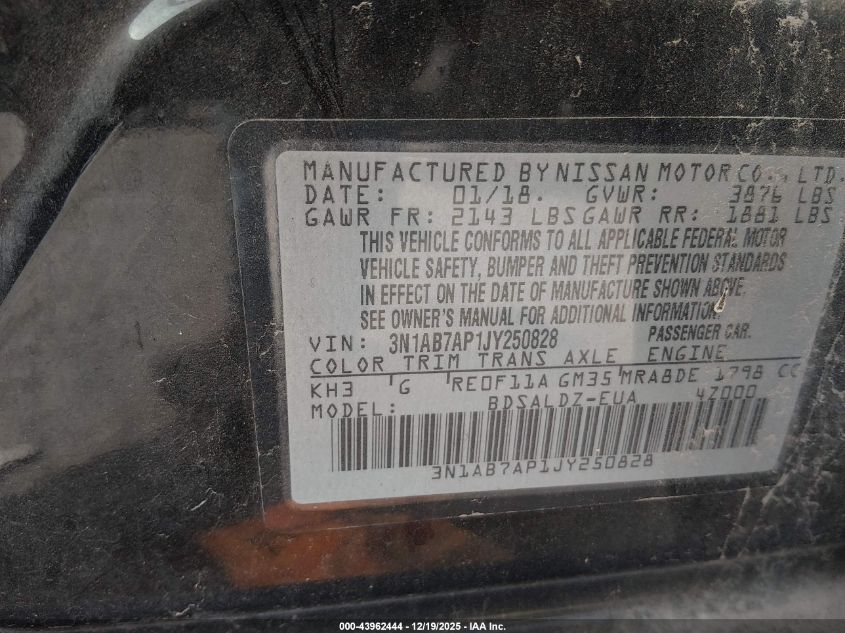 MANUFACTURED BY NISSAN MOTOR CO., LTD.
DATE: 01/18. GVWR: 3876 LBS
GAWR FR: 2143 LBS GAWR RR: 1881 LBS
THIS VEHICLE CONFORMS TO ALL APPLICABLE FEDERAL MOTOR
VEHICLE SAFETY, BUMPER AND THEFT PREVENTION STANDARDS
IN EFFECT ON THE DATE OF MANUFACTURE SHOWN ABOVE.
SEE OWNER'S MANUAL FOR ADDITIONAL INFORMATION.
VIN: 3N1AB7AP1JY250828 PASSENGER CAR.
COLOR TRIM TRANS AXLE ENGINE
KH3 G RE0F11A GM35 MRA8DE 1798 CC
MODEL: BDSALDZ-EUA 4Z000
3N1AB7AP1JY250828
000-43962444 - 12/19/2025 - IAA Inc.